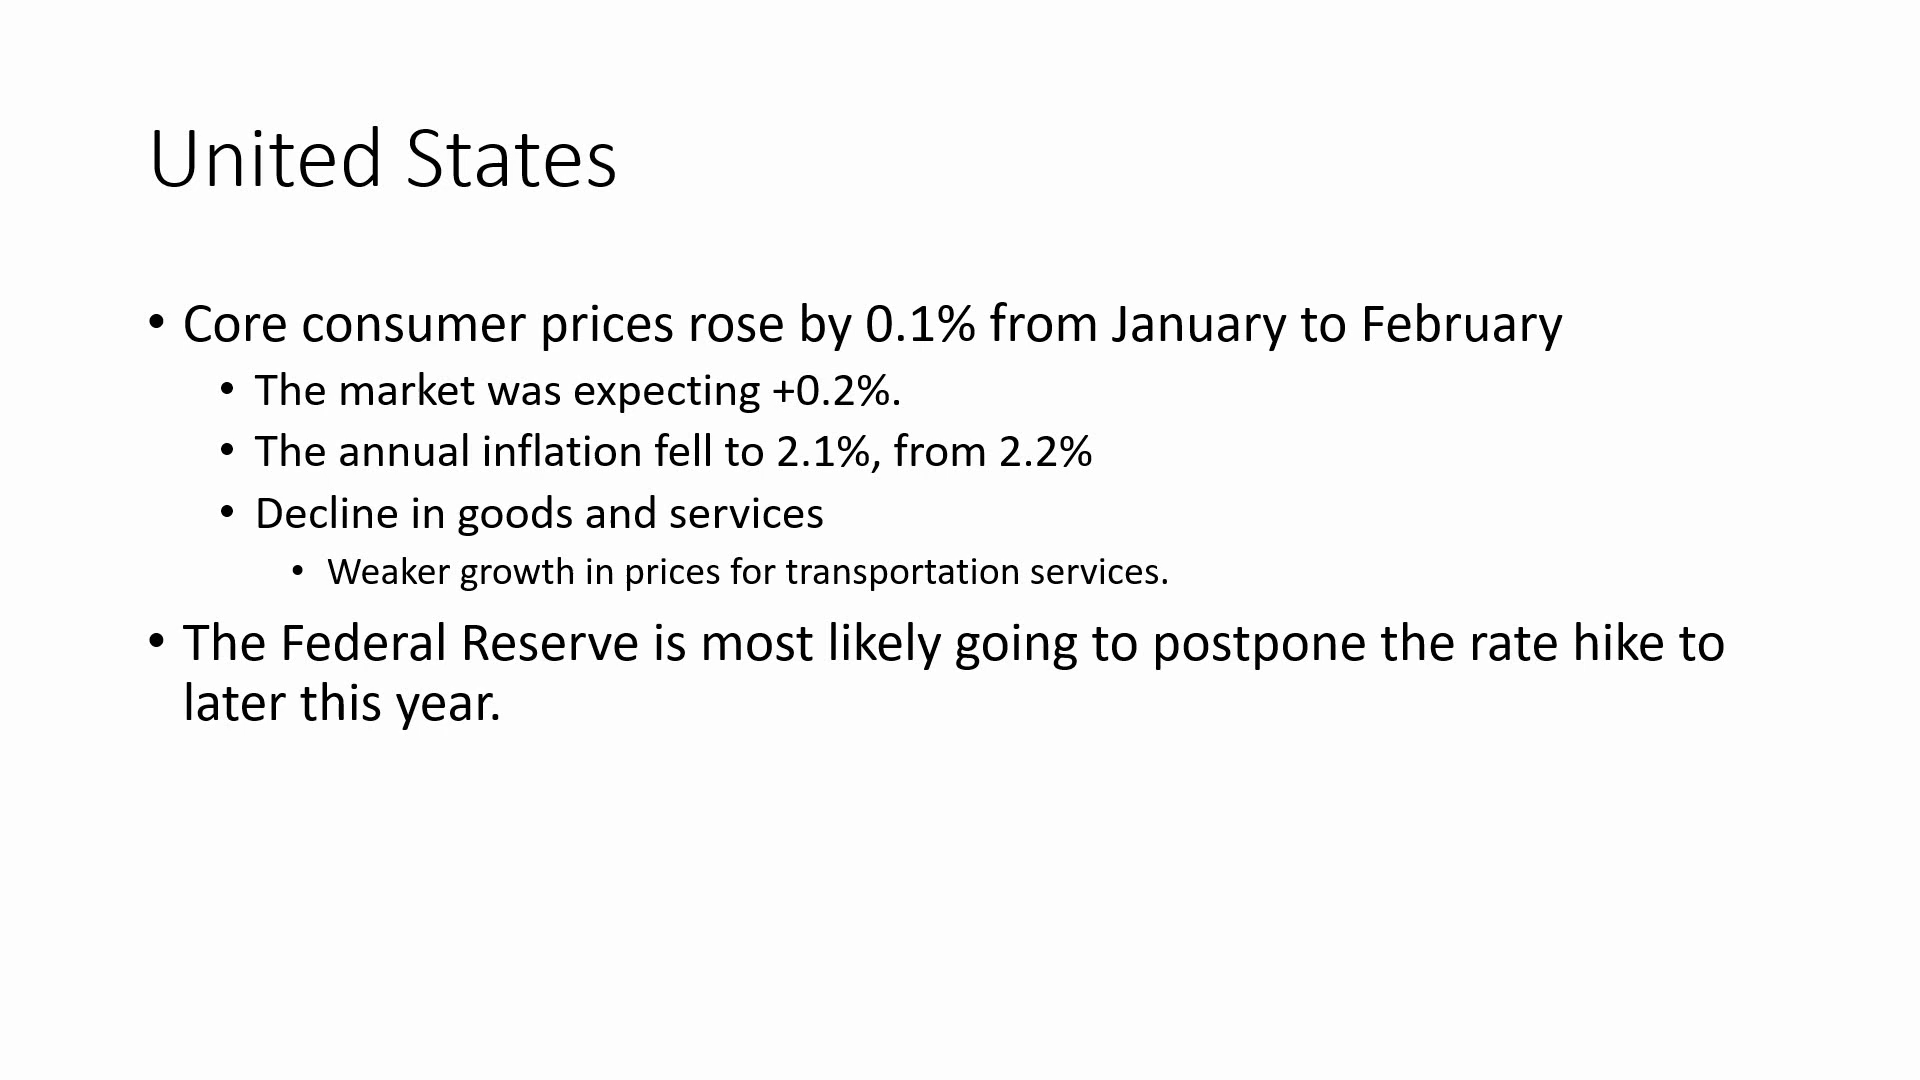 United States
• Core consumer prices rose by 0.1% from January to February
• The market was expecting +0.2%.
• The annual inflation fell to 2.1%, from 2.2%
• Decline in goods and services
• Weaker growth in prices for transportation services.
• The Federal Reserve is most likely going to postpone the rate hike to
later this year.